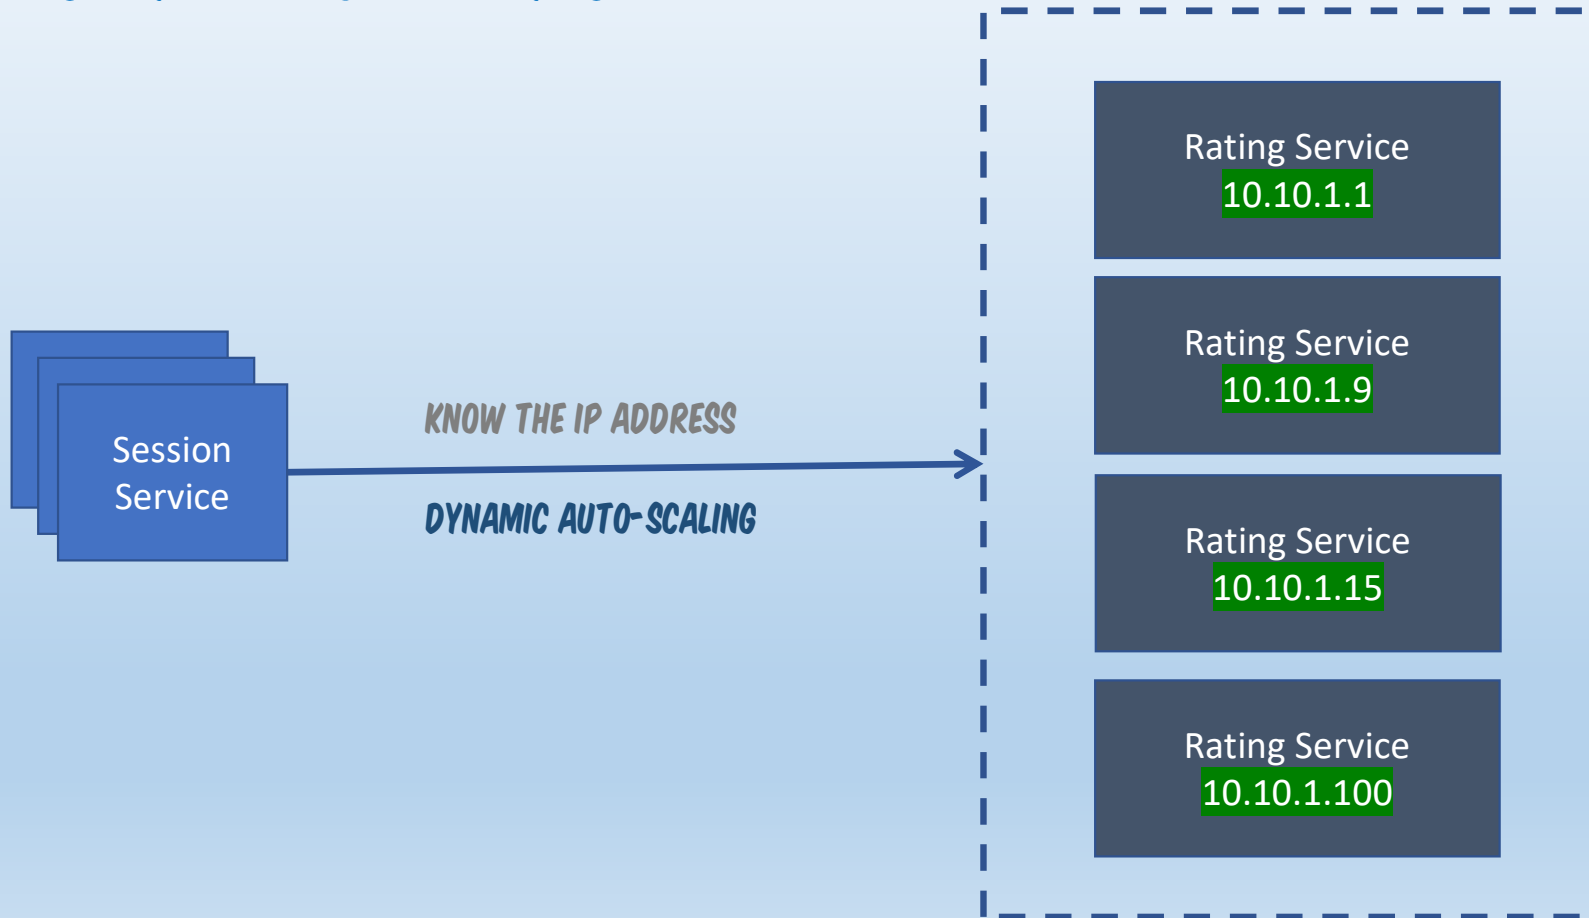 Session
Service
KNOW THE IP ADDRESS
DYNAMIC AUTO-SCALING
Rating Service
10.10.1.1
Rating Service
10.10.1.9
Rating Service
10.10.1.15
Rating Service
10.10.1.100